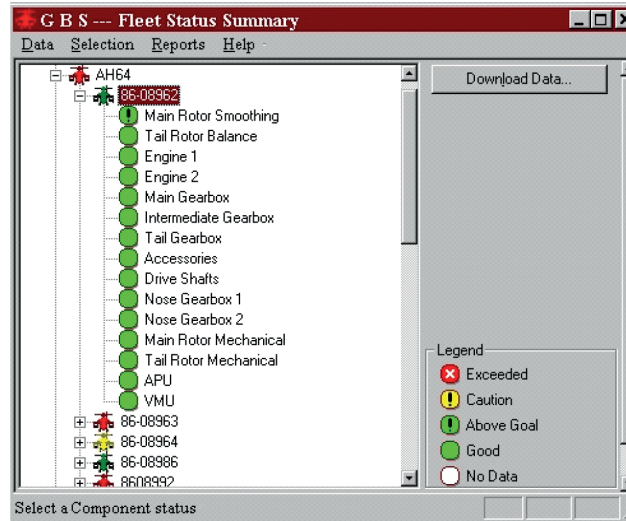 G B S --- Fleet Status Summary
Data Selection Reports Help
AH64
86-08962
Main Rotor Smoothing
Tail Rotor Balance
Engine 1
Engine 2
Main Gearbox
Intermediate Gearbox
Tail Gearbox
Accessories
Drive Shafts
Nose Gearbox 1
Nose Gearbox 2
Main Rotor Mechanical
Tail Rotor Mechanical
APU
VMU
86-08963
86-08964
86-08986
8608992
Download Data...
Legend
Exceeded
Caution
Above Goal
Good
No Data
Select a Component status